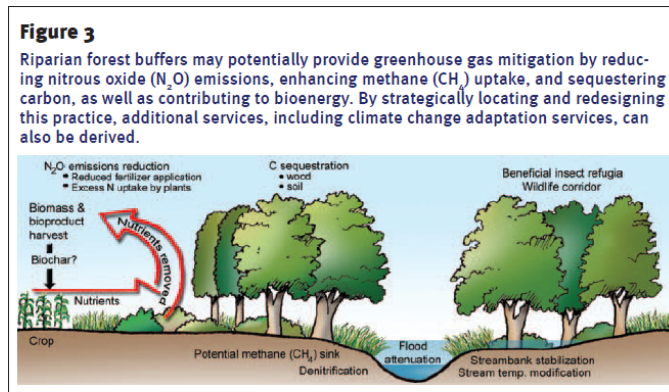 Figure 3
Riparian forest buffers may potentially provide greenhouse gas mitigation by reduc-
ing nitrous oxide (N₂O) emissions, enhancing methane (CH₄) uptake, and sequestering
carbon, as well as contributing to bioenergy. By strategically locating and redesigning
this practice, additional services, including climate change adaptation services, can
also be derived.
N₂O emissions reduction
• Reduced fertilizer application
• Excess N uptake by plants
C sequestration
• wood
• soil
Beneficial insect refugia
Wildlife corridor
Biomass &
bioproduct
harvest
Biochar?
Nutrients removed
Nutrients
Crop
Potential methane (CH₄) sink
Denitrification
Flood
attenuation
Streambank stabilization
Stream temp. modification